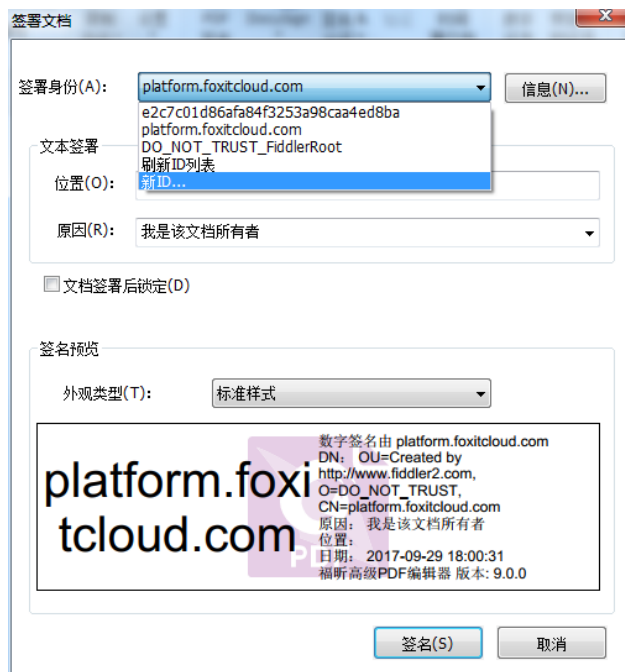 签署文档
签署身份(A):
platform.foxitcloud.com
信息(N)...
e2c7c01d86afa84f3253a98caa4ed8ba
platform.foxitcloud.com
DO_NOT_TRUST_FiddlerRoot
刷新ID列表
新ID...
文本签署
位置(O):
原因(R):
我是该文档所有者
文档签署后锁定(D)
签名预览
外观类型(T):
标准样式
platform.foxi
tcloud.com
数字签名由 platform.foxitcloud.com
DN: OU=Created by
http://www.fiddler2.com,
O=DO_NOT_TRUST,
CN=platform.foxitcloud.com
原因: 我是该文档所有者
位置:
日期: 2017-09-29 18:00:31
福昕高级PDF编辑器 版本: 9.0.0
PDF
签名(S)
取消